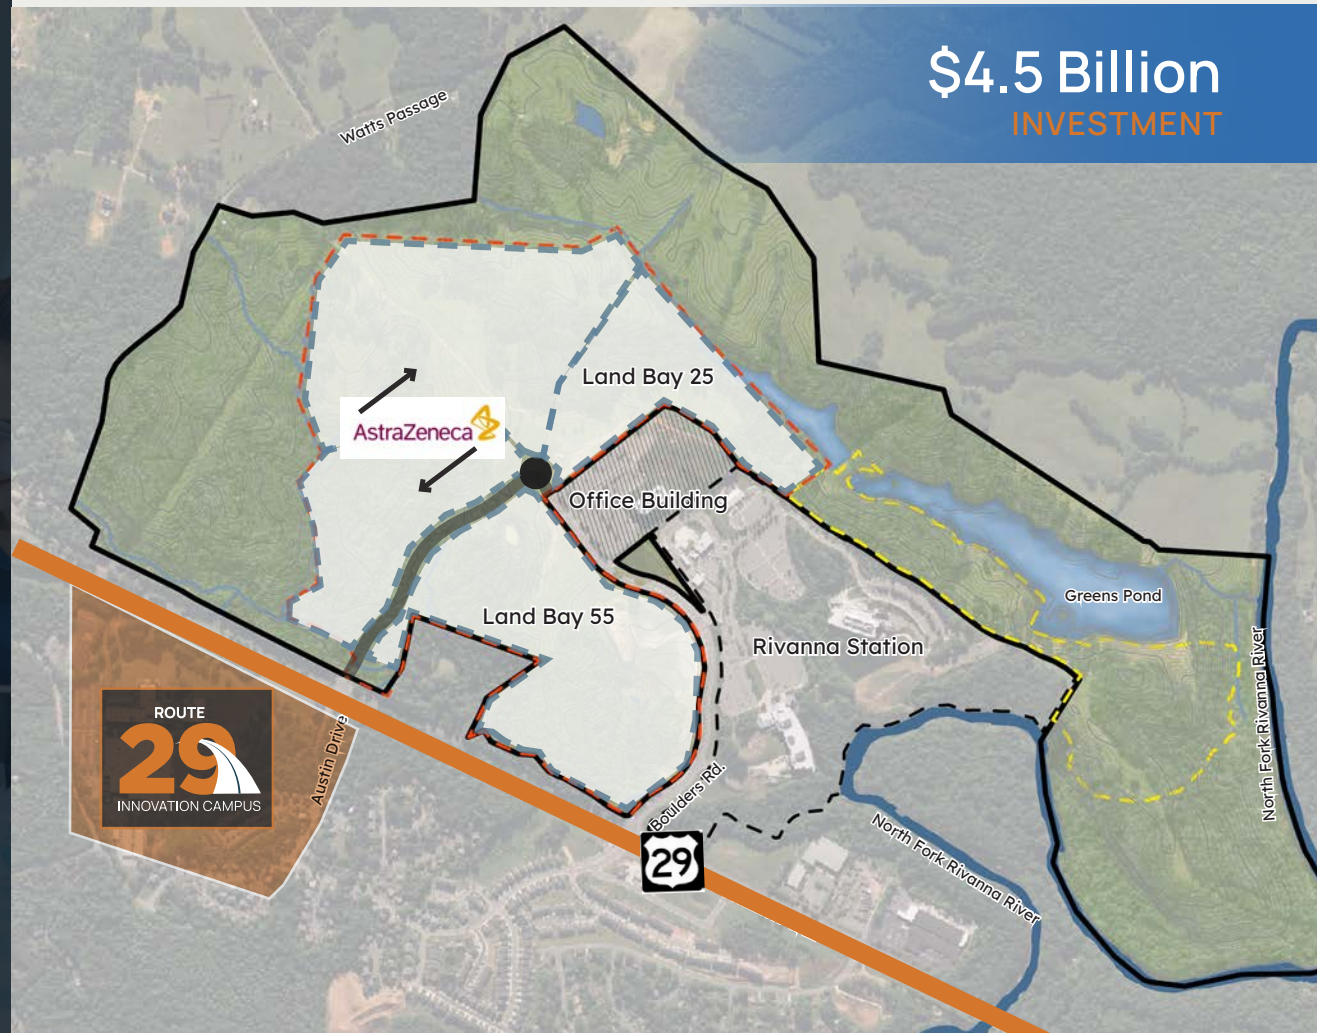 $4.5 Billion
INVESTMENT
Watts Passage
Land Bay 25
AstraZeneca
Office Building
Greens Pond
Land Bay 55
Rivanna Station
North Fork Rivanna River
ROUTE
29
INNOVATION CAMPUS
Austin Drive
Boulders Rd.
29
North Fork Rivanna River